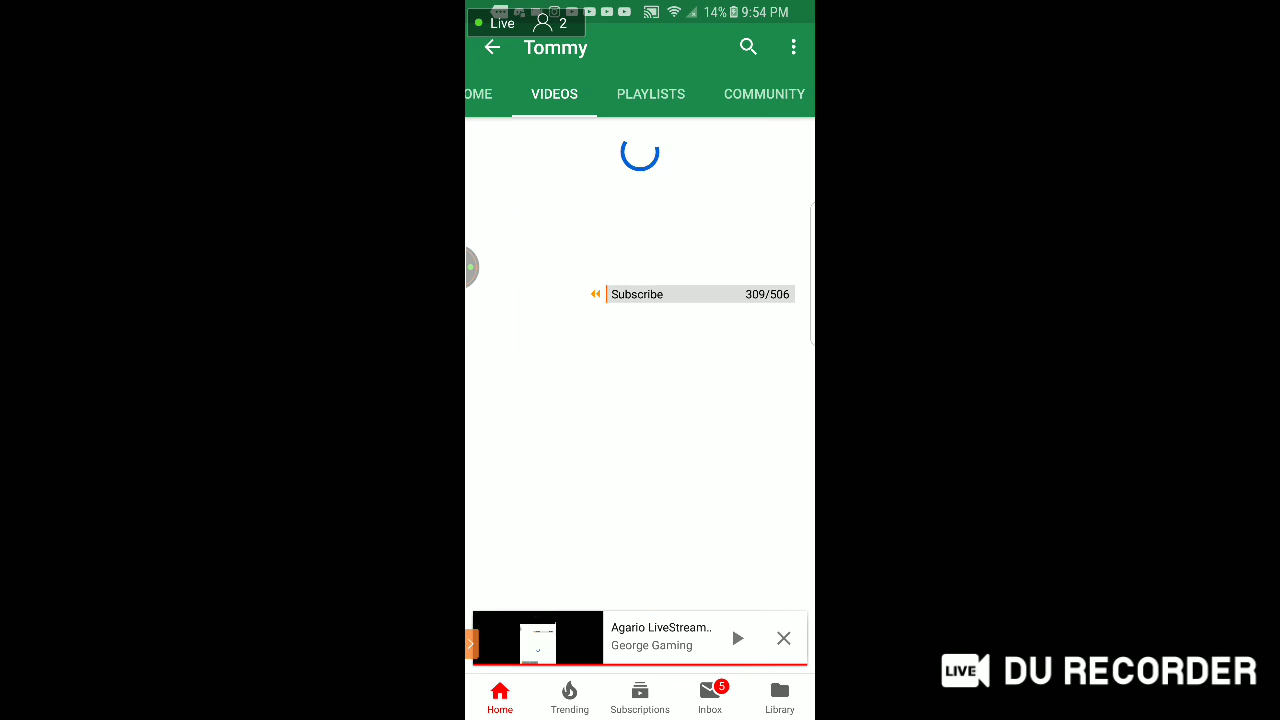 Live 2
14% 9:54 PM
Tommy
OME VIDEOS PLAYLISTS COMMUNITY
Subscribe 309/506
Agario LiveStream..
George Gaming
LIVE DU RECORDER
5
Home Trending Subscriptions Inbox Library